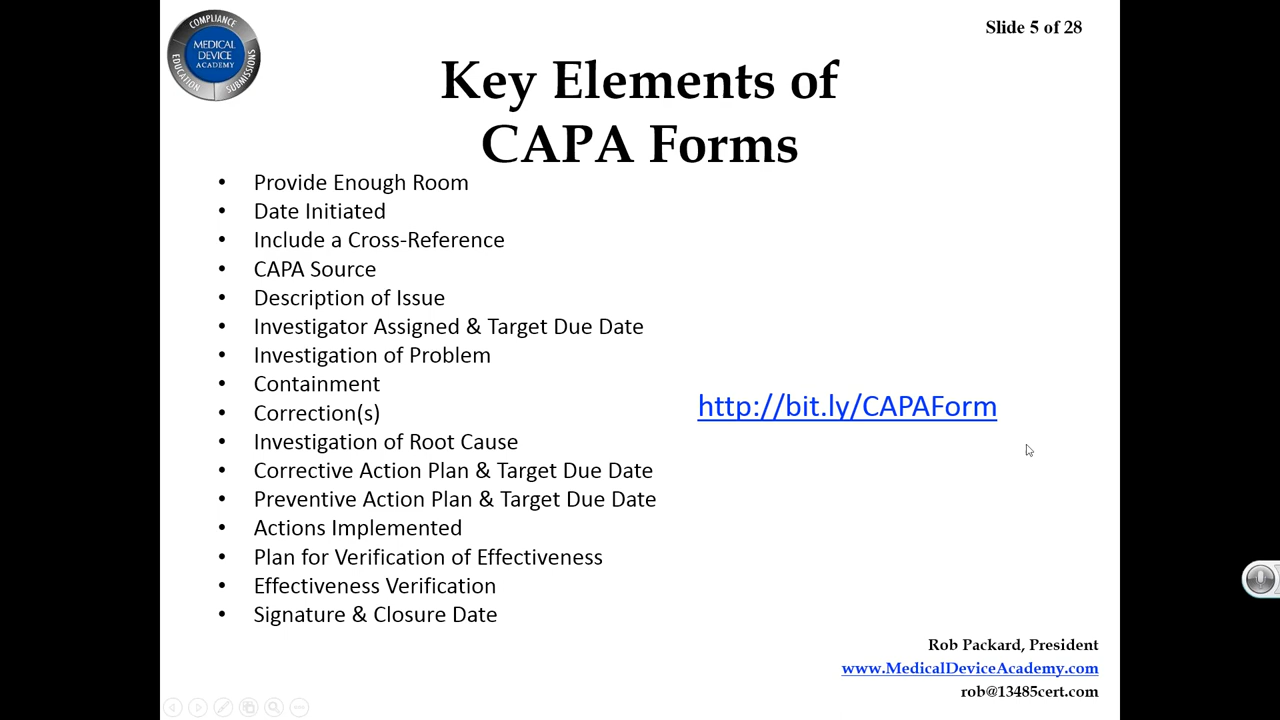 COMPLIANCE
MEDICAL
DEVICE
ACADEMY
EDUCATION
SUBMISSIONS
Slide 5 of 28
Key Elements of
CAPA Forms
• Provide Enough Room
• Date Initiated
• Include a Cross-Reference
• CAPA Source
• Description of Issue
• Investigator Assigned & Target Due Date
• Investigation of Problem
• Containment
• Correction(s)
• Investigation of Root Cause
• Corrective Action Plan & Target Due Date
• Preventive Action Plan & Target Due Date
• Actions Implemented
• Plan for Verification of Effectiveness
• Effectiveness Verification
• Signature & Closure Date
http://bit.ly/CAPAForm
Rob Packard, President
www.MedicalDeviceAcademy.com
rob@13485cert.com